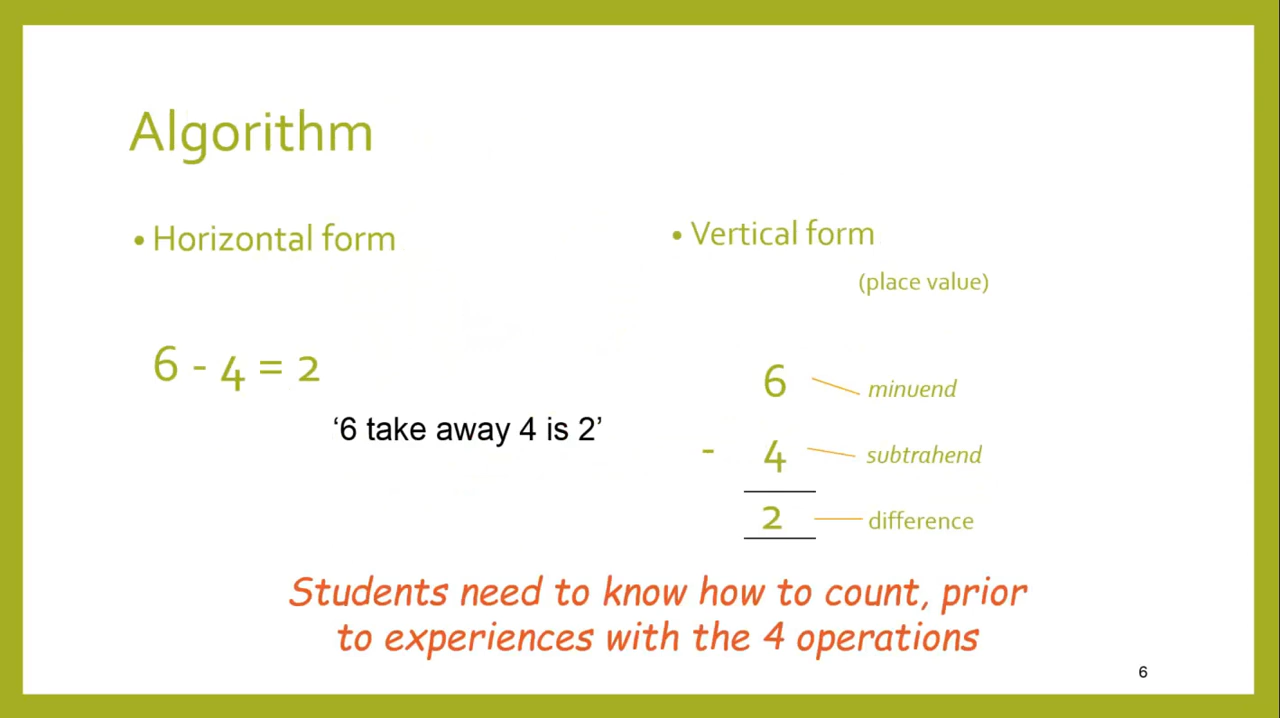 Algorithm
• Horizontal form
6 - 4 = 2
‘6 take away 4 is 2’
• Vertical form
(place value)
6 minuend
- 4 subtrahend
2 difference
Students need to know how to count, prior
to experiences with the 4 operations
6